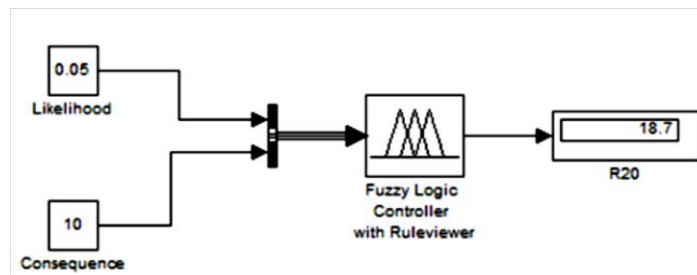 0.05
Likelihood
10
Consequence
Fuzzy Logic
Controller
with Ruleviewer
18.7
R20